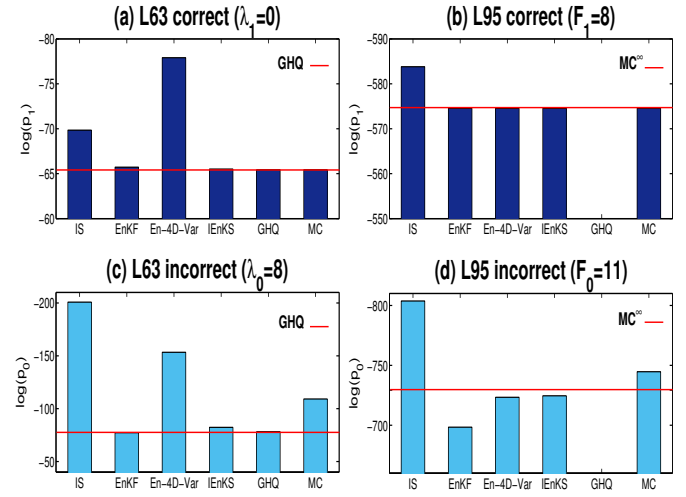 (a) L63 correct (λ₁=0)
log(p₁)
-80
-75
-70
-65
-60
GHQ
IS EnKF En-4D-Var IEnKS GHQ MC
(b) L95 correct (F₁=8)
log(p₁)
-590
-580
-570
-560
-550
MC∞
IS EnKF En-4D-Var IEnKS GHQ MC
(c) L63 incorrect (λ₀=8)
log(p₀)
-200
-150
-100
-50
GHQ
IS EnKF En-4D-Var IEnKS GHQ MC
(d) L95 incorrect (F₀=11)
log(p₀)
-800
-750
-700
MC∞
IS EnKF En-4D-Var IEnKS GHQ MC